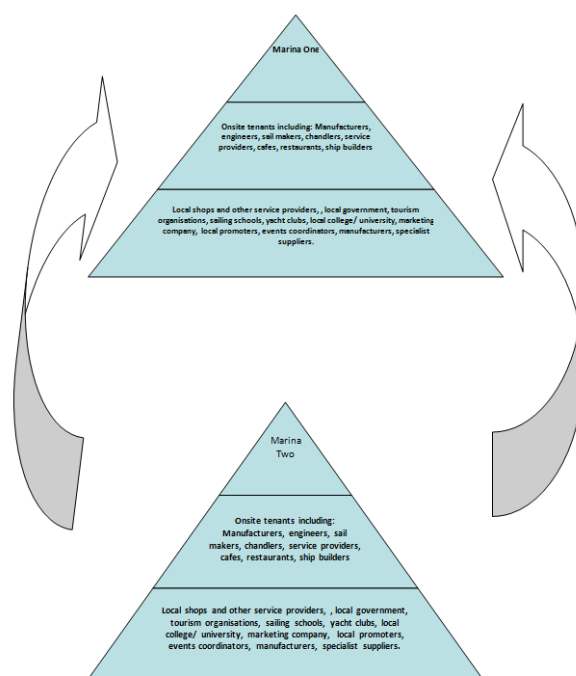 Marina One
Onsite tenants including: Manufacturers,
engineers, sail makers, chandlers, service
providers, cafes, restaurants, ship builders
Local shops and other service providers, , local government, tourism
organisations, sailing schools, yacht clubs, local college/ university, marketing
company, local promoters, events coordinators, manufacturers, specialist
suppliers.
Marina
Two
Onsite tenants including:
Manufacturers, engineers, sail
makers, chandlers, service providers,
cafes, restaurants, ship builders
Local shops and other service providers, , local government,
tourism organisations, sailing schools, yacht clubs, local
college/ university, marketing company, local promoters,
events coordinators, manufacturers, specialist suppliers.